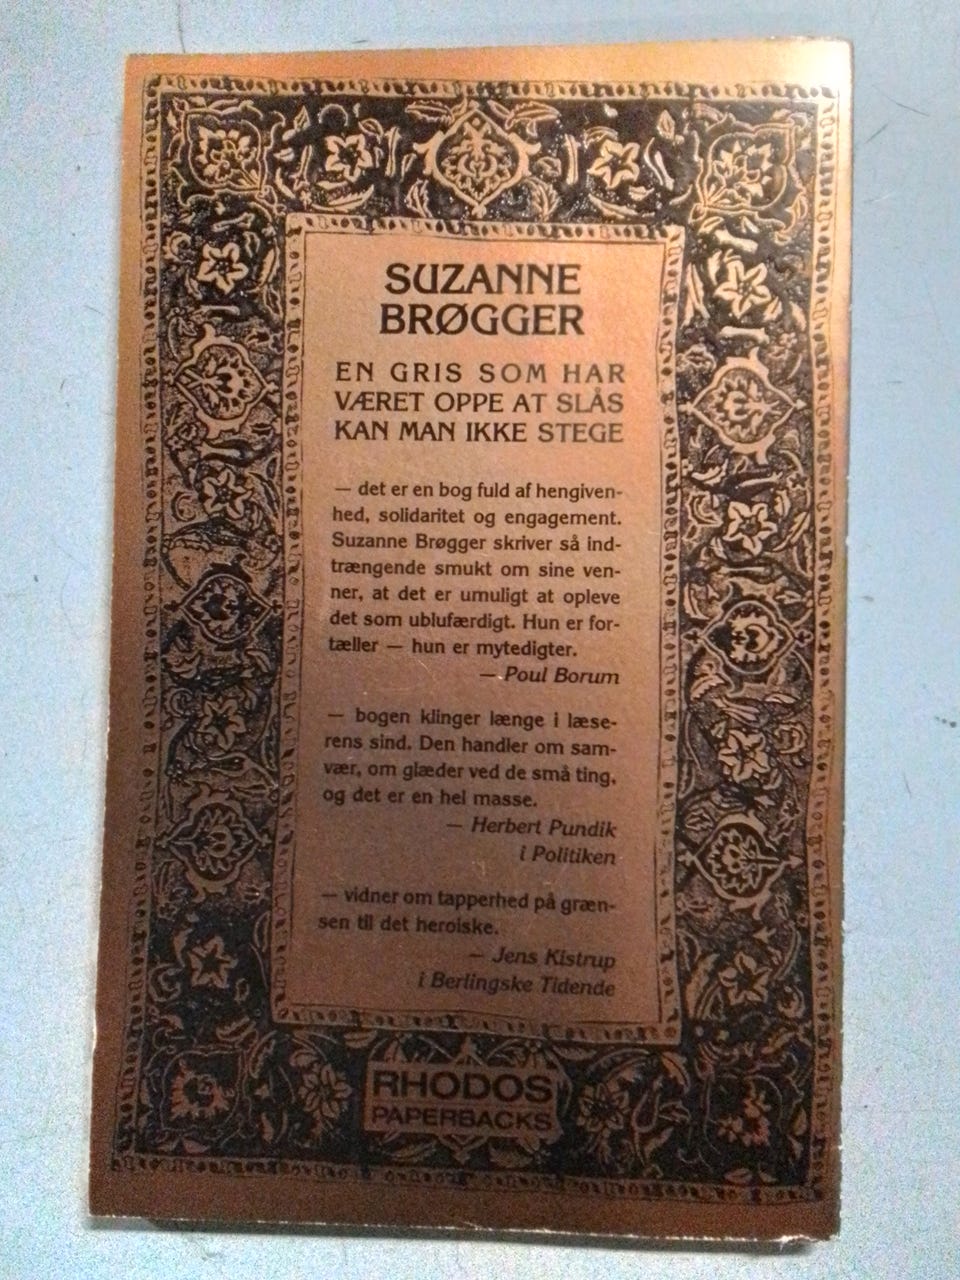 SUZANNE
BRØGGER
EN GRIS SOM HAR
VÆRET OPPE AT SLÅS
KAN MAN IKKE STEGE
— det er en bog fuld af hengiven-
hed, solidaritet og engagement.
Suzanne Brøgger skriver så ind-
trængende smukt om sine ven-
ner, at det er umuligt at opleve
det som ublufærdigt. Hun er for-
tæller — hun er mytedigter.
— Poul Borum
— bogen klinger længe i læse-
rens sind. Den handler om sam-
vær, om glæder ved de små ting,
og det er en hel masse.
— Herbert Pundik
i Politiken
— vidner om tapperhed på græn-
sen til det heroiske.
— Jens Kistrup
i Berlingske Tidende
RHODOS
PAPERBACKS